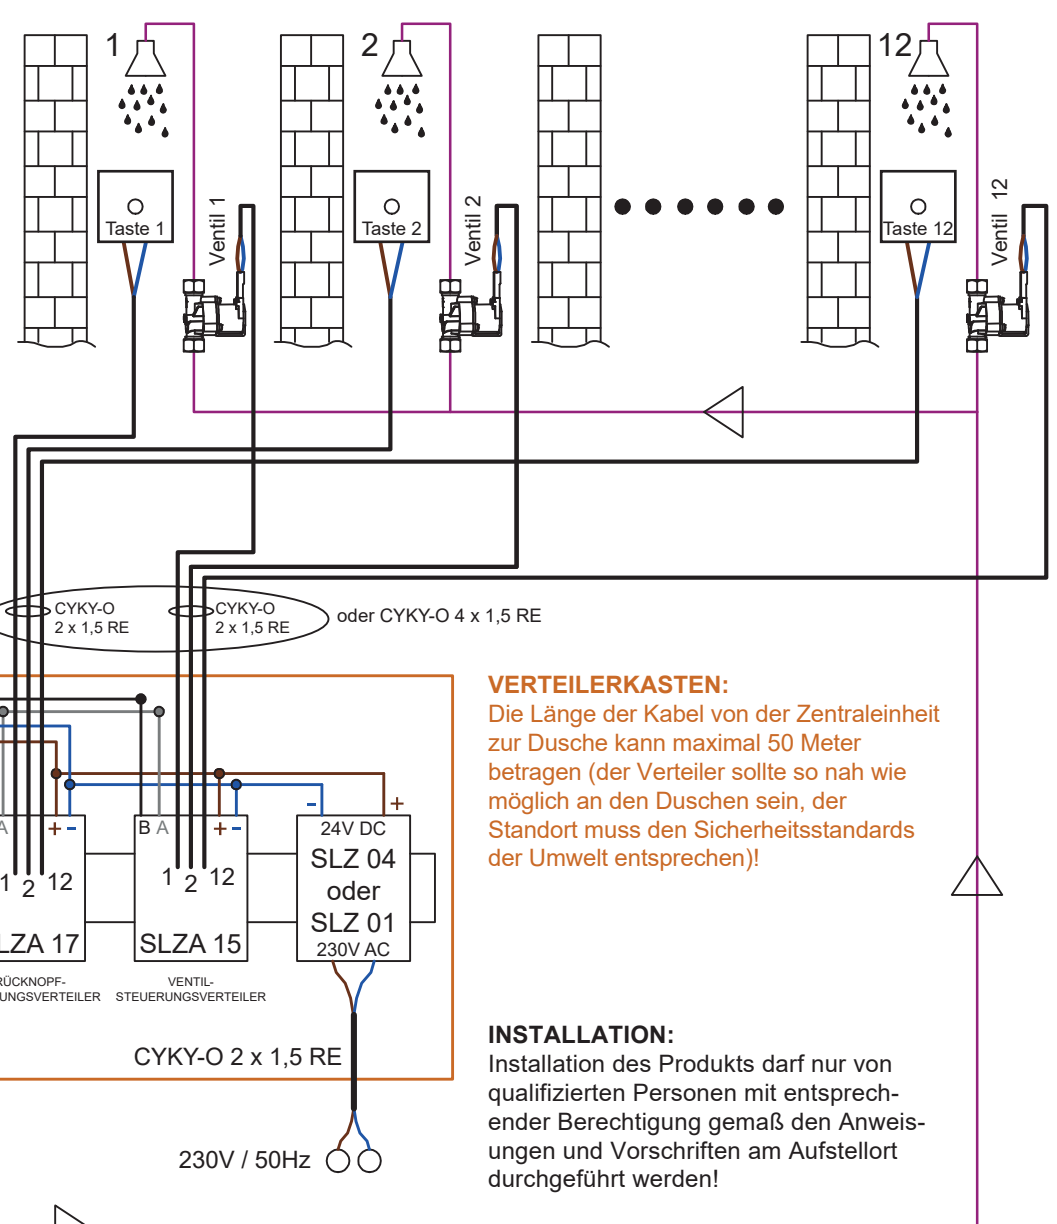 1
2
12
Taste 1
Ventil 1
Taste 2
Ventil 2
Taste 12
Ventil 12
CYKY-O
2 x 1,5 RE
CYKY-O
2 x 1,5 RE
oder CYKY-O 4 x 1,5 RE
VERTEILERKASTEN:
Die Länge der Kabel von der Zentraleinheit
zur Dusche kann maximal 50 Meter
betragen (der Verteiler sollte so nah wie
möglich an den Duschen sein, der
Standort muss den Sicherheitsstandards
der Umwelt entsprechen)!
- +
A + -
B A + -
24V DC
SLZ 04
oder
SLZ 01
230V AC
1 2 12
1 2 12
LZA 17
SLZA 15
RÜCKNOPF-
UNGSVERTEILER
VENTIL-
STEUERUNGSVERTEILER
CYKY-O 2 x 1,5 RE
230V / 50Hz
INSTALLATION:
Installation des Produkts darf nur von
qualifizierten Personen mit entsprech-
ender Berechtigung gemaß den Anweis-
ungen und Vorschriften am Aufstellort
durchgeführt werden!